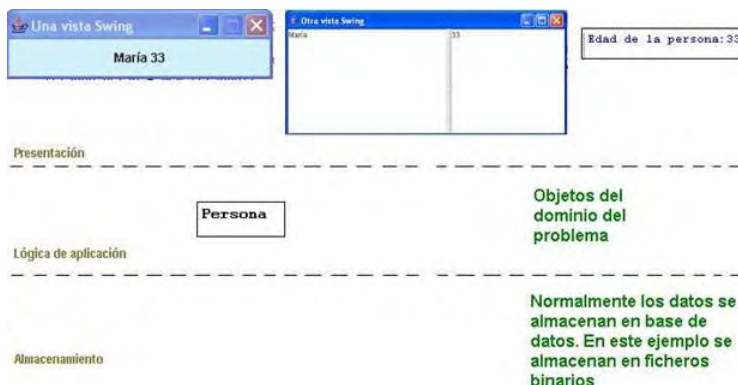 Una vista Swing
María 33
Otra vista Swing
María 33
Edad de la persona:33
Presentación
Persona
Objetos del
dominio del
problema
Lógica de aplicación
Normalmente los datos se
almacenan en base de
datos. En este ejemplo se
almacenan en ficheros
binarios
Almacenamiento